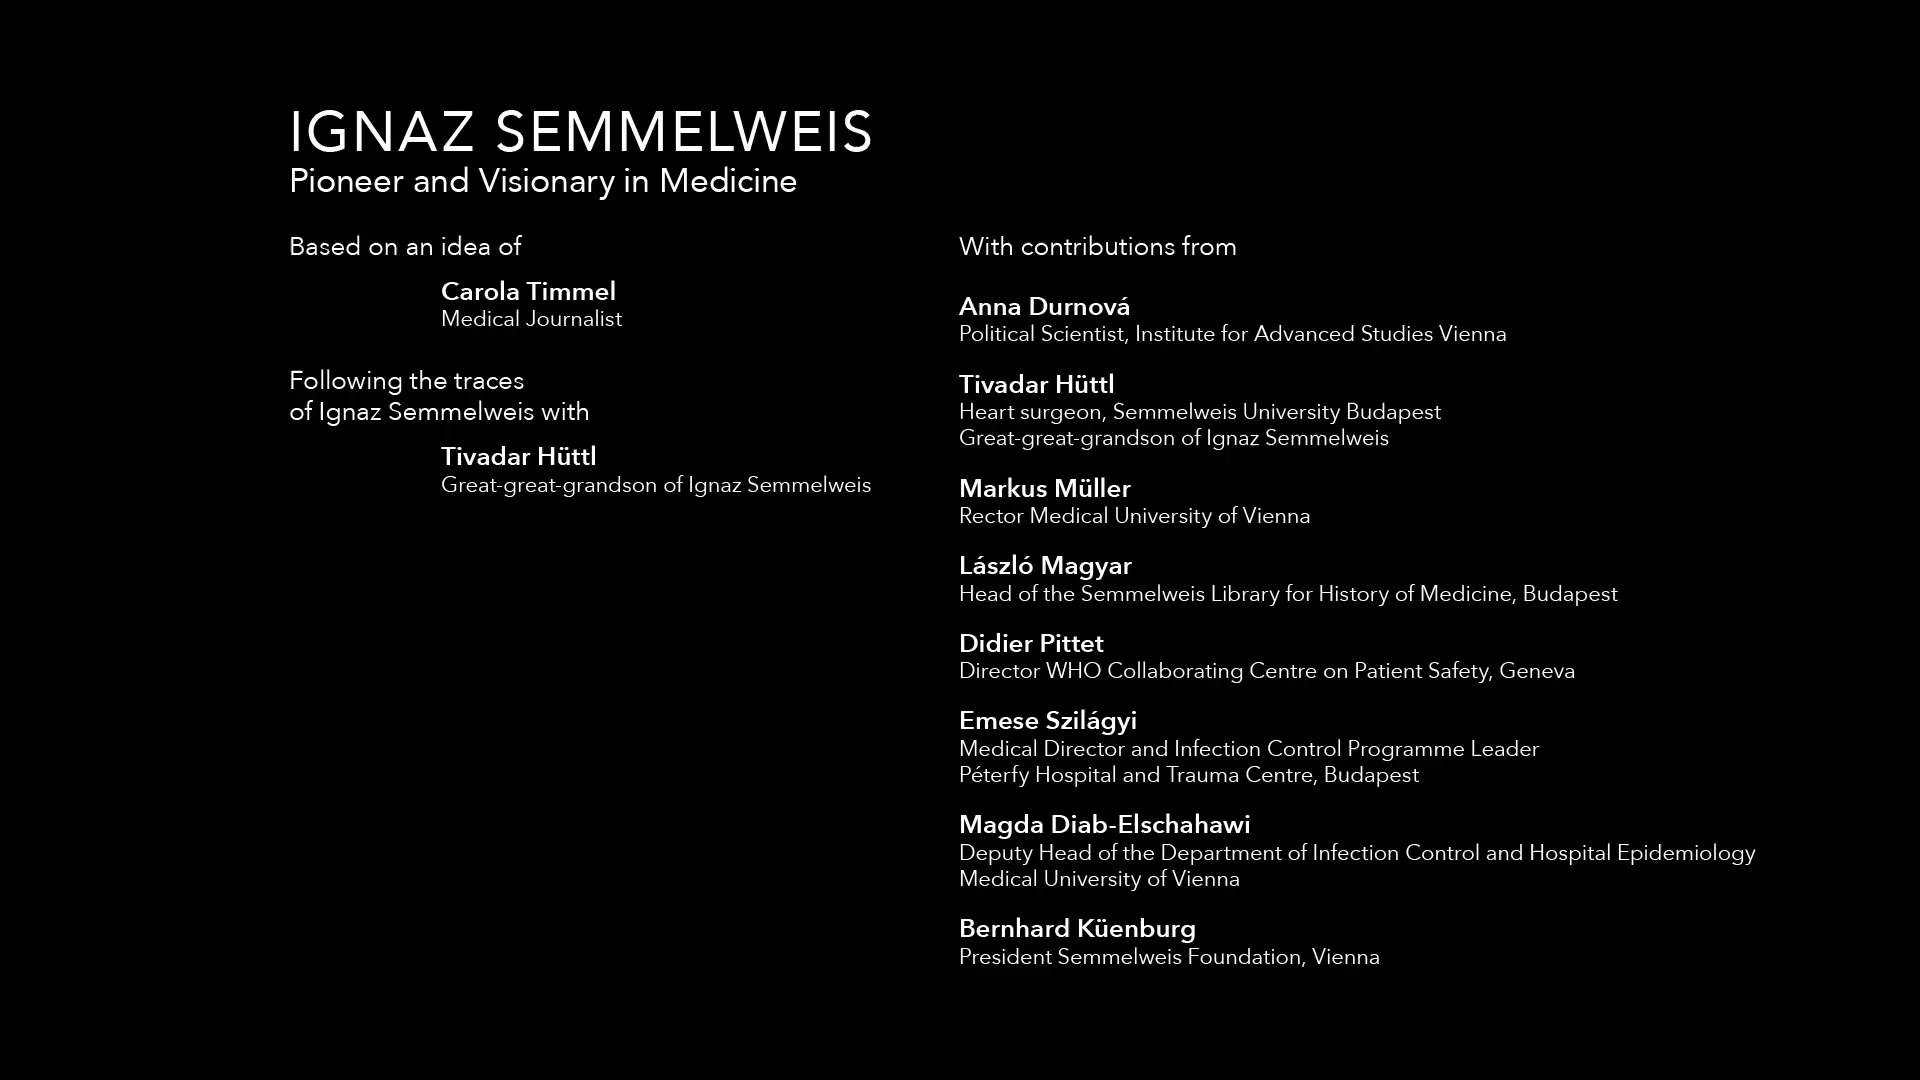 IGNAZ SEMMELWEIS
Pioneer and Visionary in Medicine
Based on an idea of
Carola Timmel
Medical Journalist
Following the traces
of Ignaz Semmelweis with
Tivadar Hüttl
Great-great-grandson of Ignaz Semmelweis
With contributions from
Anna Durnová
Political Scientist, Institute for Advanced Studies Vienna
Tivadar Hüttl
Heart surgeon, Semmelweis University Budapest
Great-great-grandson of Ignaz Semmelweis
Markus Müller
Rector Medical University of Vienna
László Magyar
Head of the Semmelweis Library for History of Medicine, Budapest
Didier Pittet
Director WHO Collaborating Centre on Patient Safety, Geneva
Emese Szilágyi
Medical Director and Infection Control Programme Leader
Péterfy Hospital and Trauma Centre, Budapest
Magda Diab-Elschahawi
Deputy Head of the Department of Infection Control and Hospital Epidemiology
Medical University of Vienna
Bernhard Küenburg
President Semmelweis Foundation, Vienna